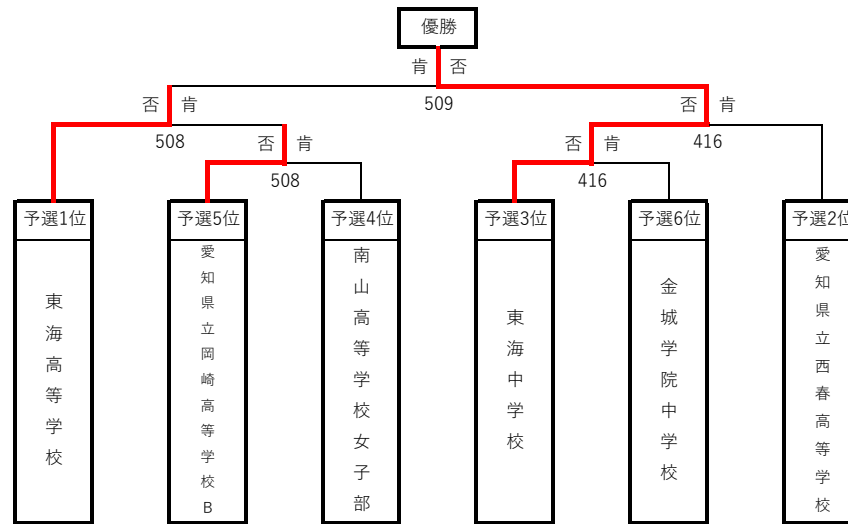 優勝
肯 否
509
否 肯
508
否 肯
416
否 肯
508
否 肯
416
予選1位
予選5位
予選4位
予選3位
予選6位
予選2位
東海高等学校
愛知県立岡崎高等学校B
南山高等学校女子部
東海中学校
金城学院中学校
愛知県立西春高等学校